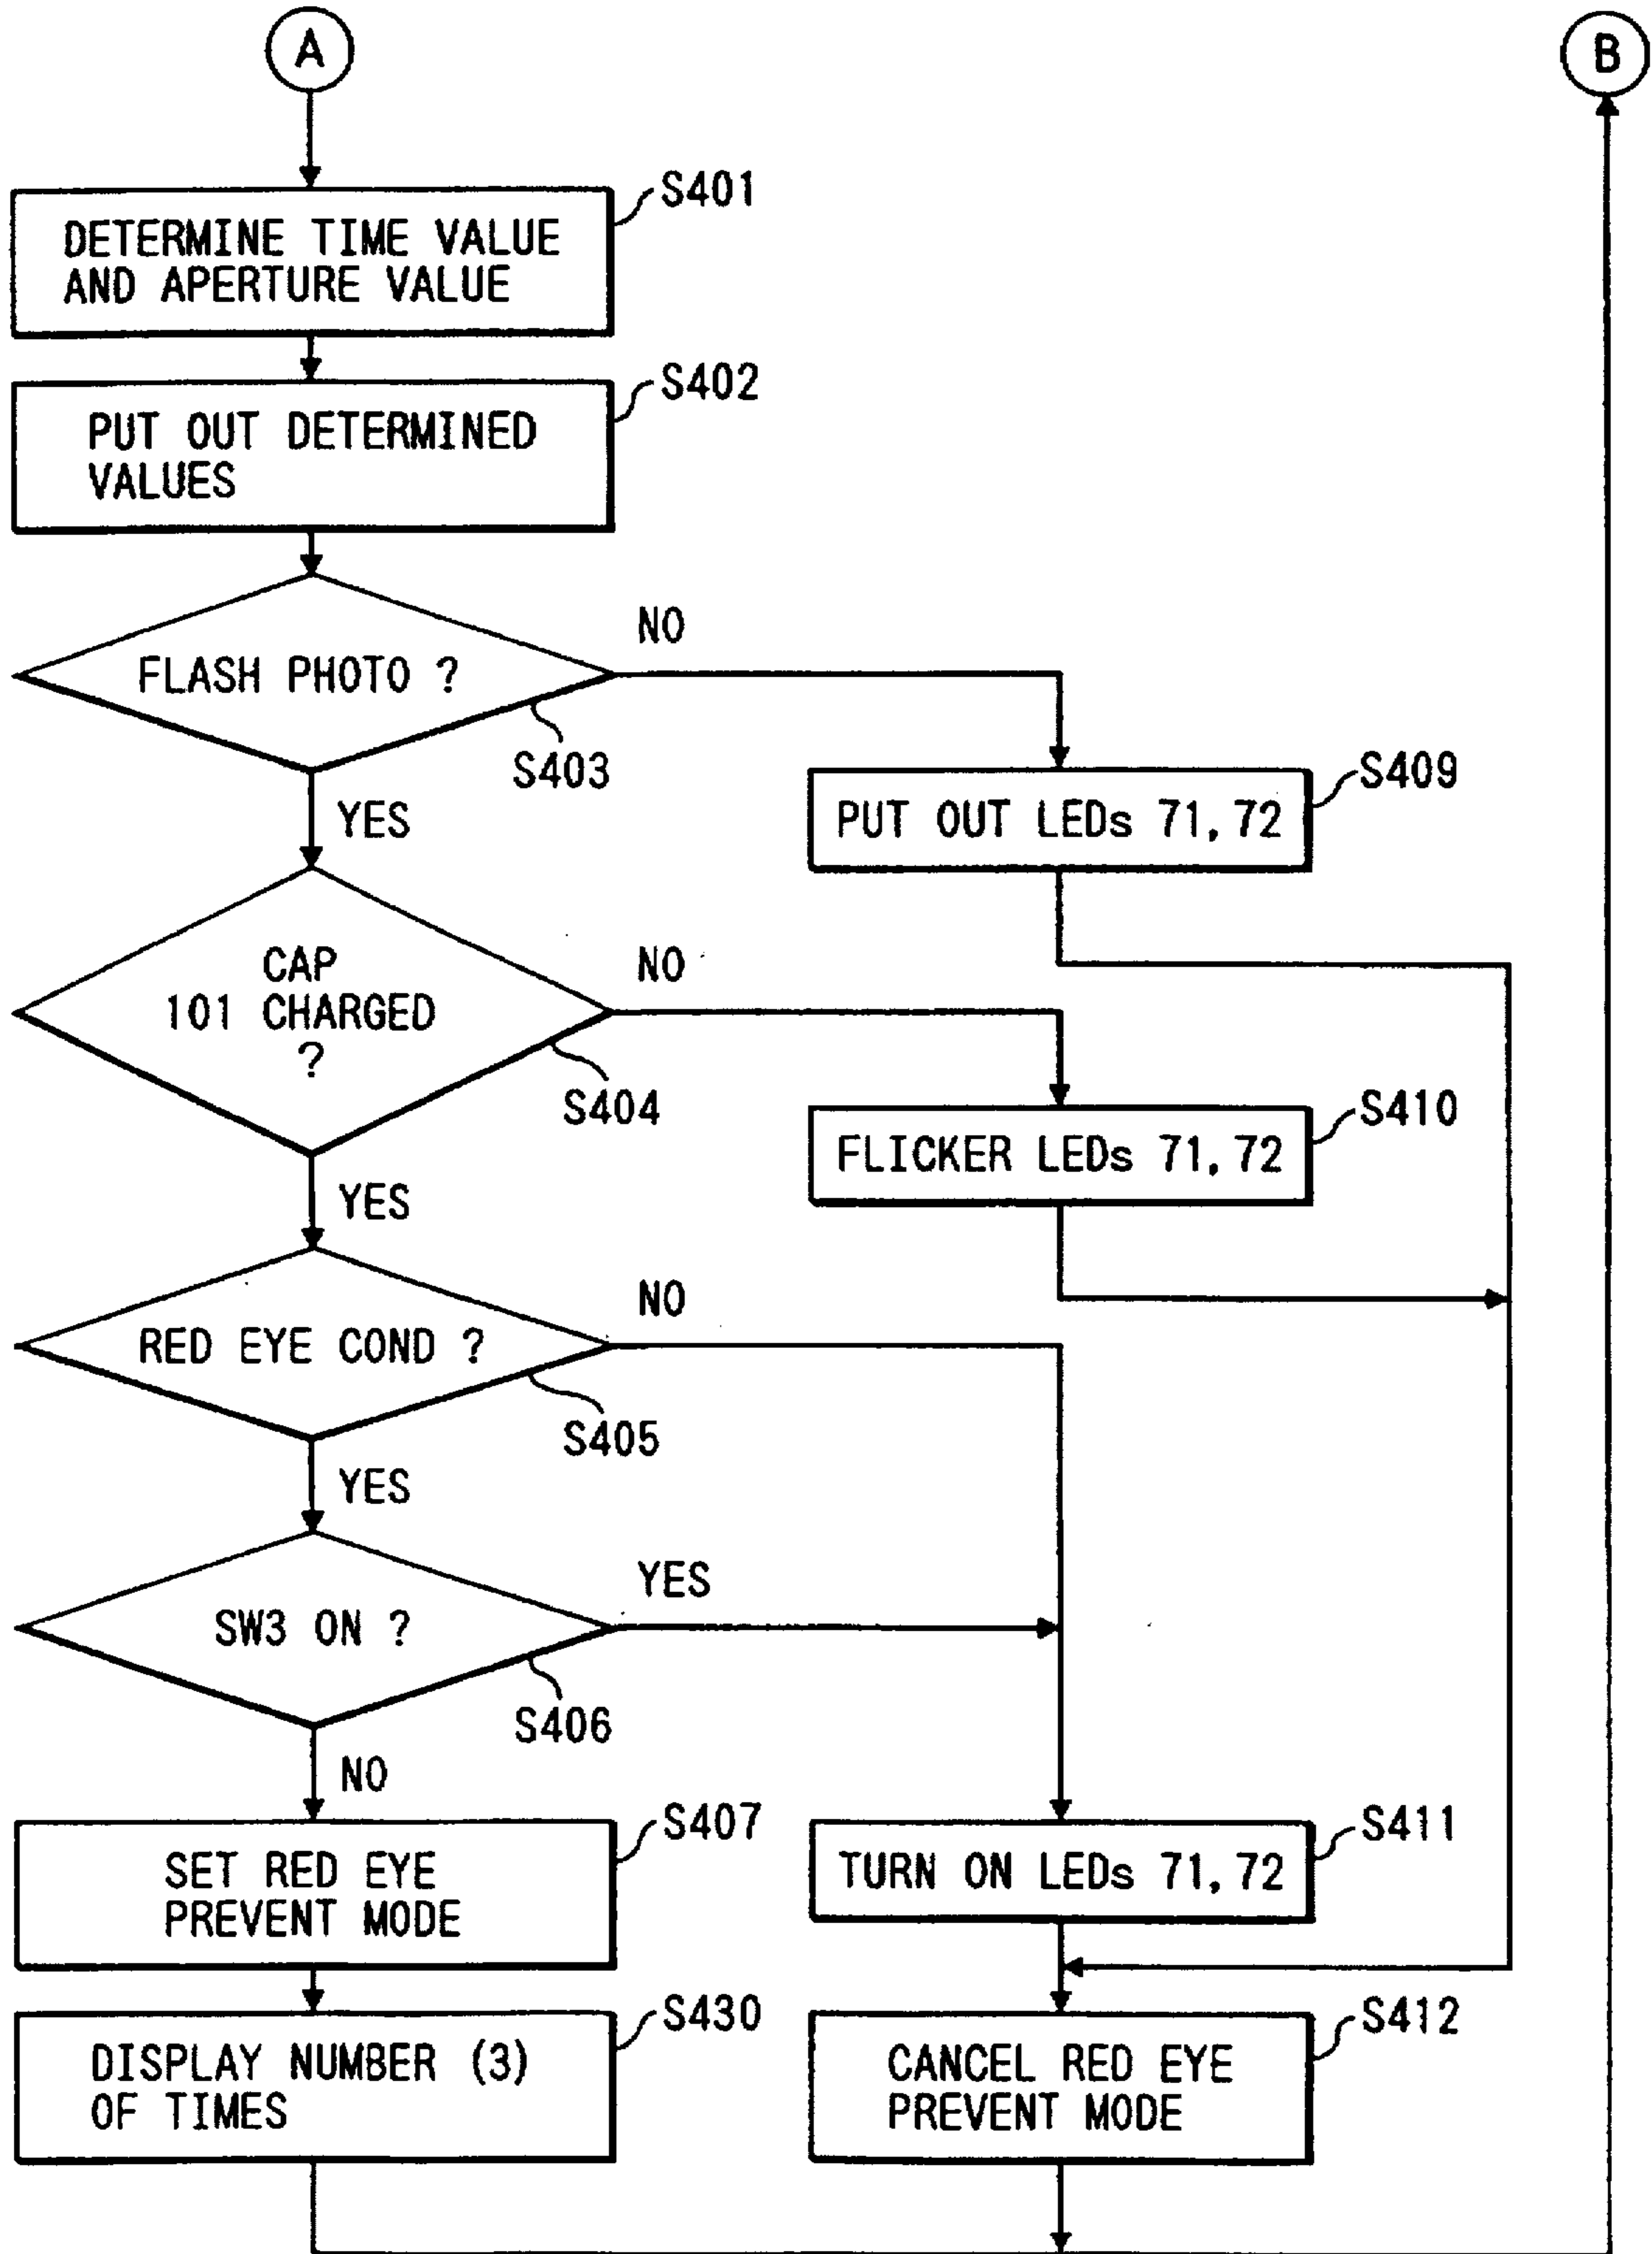 A
B
S401
DETERMINE TIME VALUE
AND APERTURE VALUE
S402
PUT OUT DETERMINED
VALUES
FLASH PHOTO ?
NO
S403
YES
S409
PUT OUT LEDs 71, 72
CAP
101 CHARGED
?
NO
S404
YES
S410
FLICKER LEDs 71, 72
RED EYE COND ?
NO
S405
YES
SW3 ON ?
YES
S406
NO
S407
SET RED EYE
PREVENT MODE
S411
TURN ON LEDs 71, 72
S430
DISPLAY NUMBER (3)
OF TIMES
S412
CANCEL RED EYE
PREVENT MODE